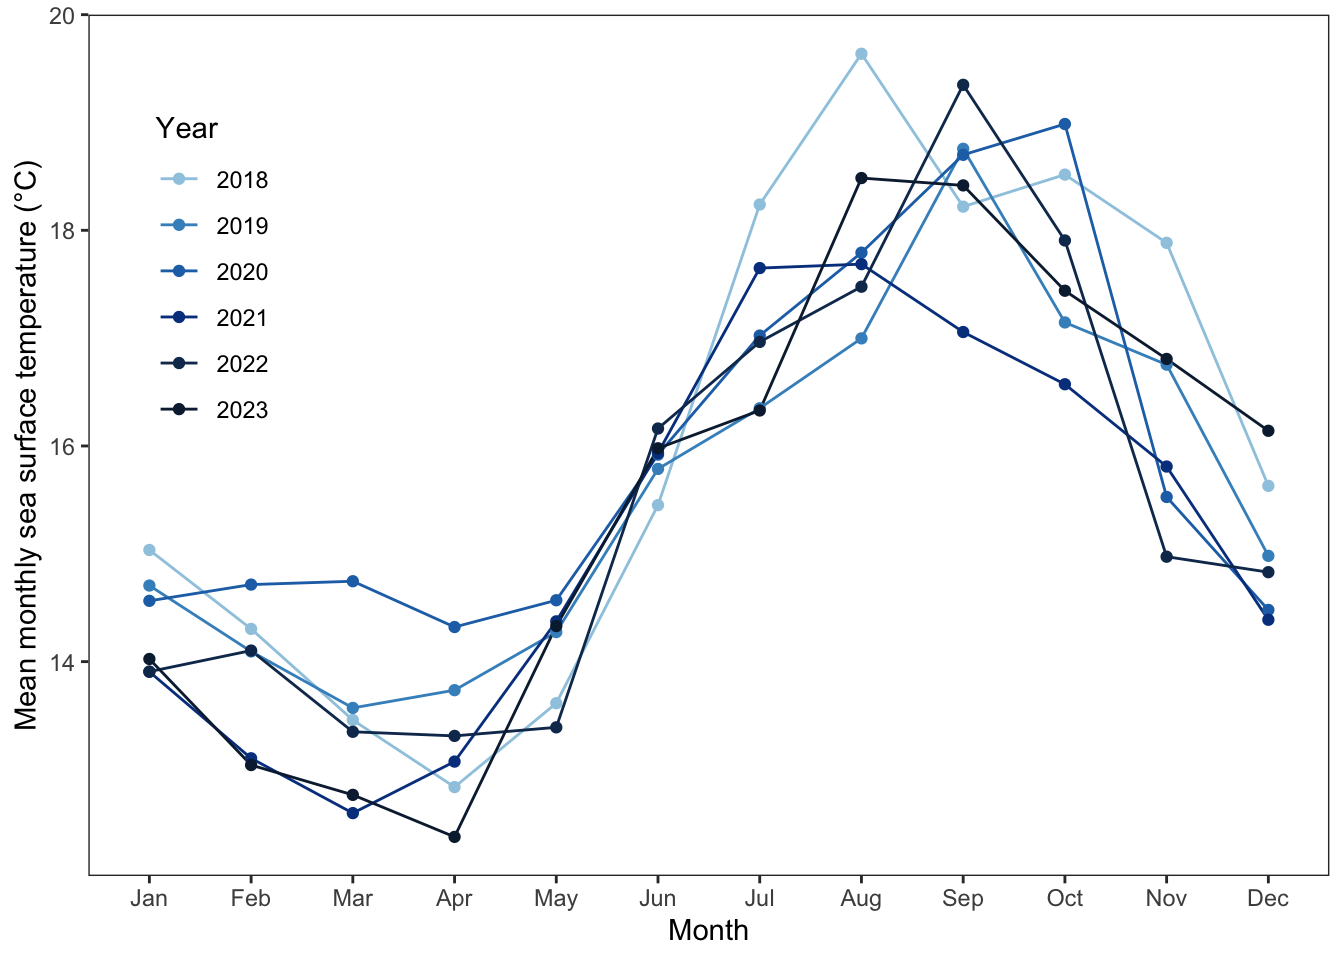 Mean monthly sea surface temperature (°C)
20
18
16
14
Year
2018
2019
2020
2021
2022
2023
Jan Feb Mar Apr May Jun Jul Aug Sep Oct Nov Dec
Month